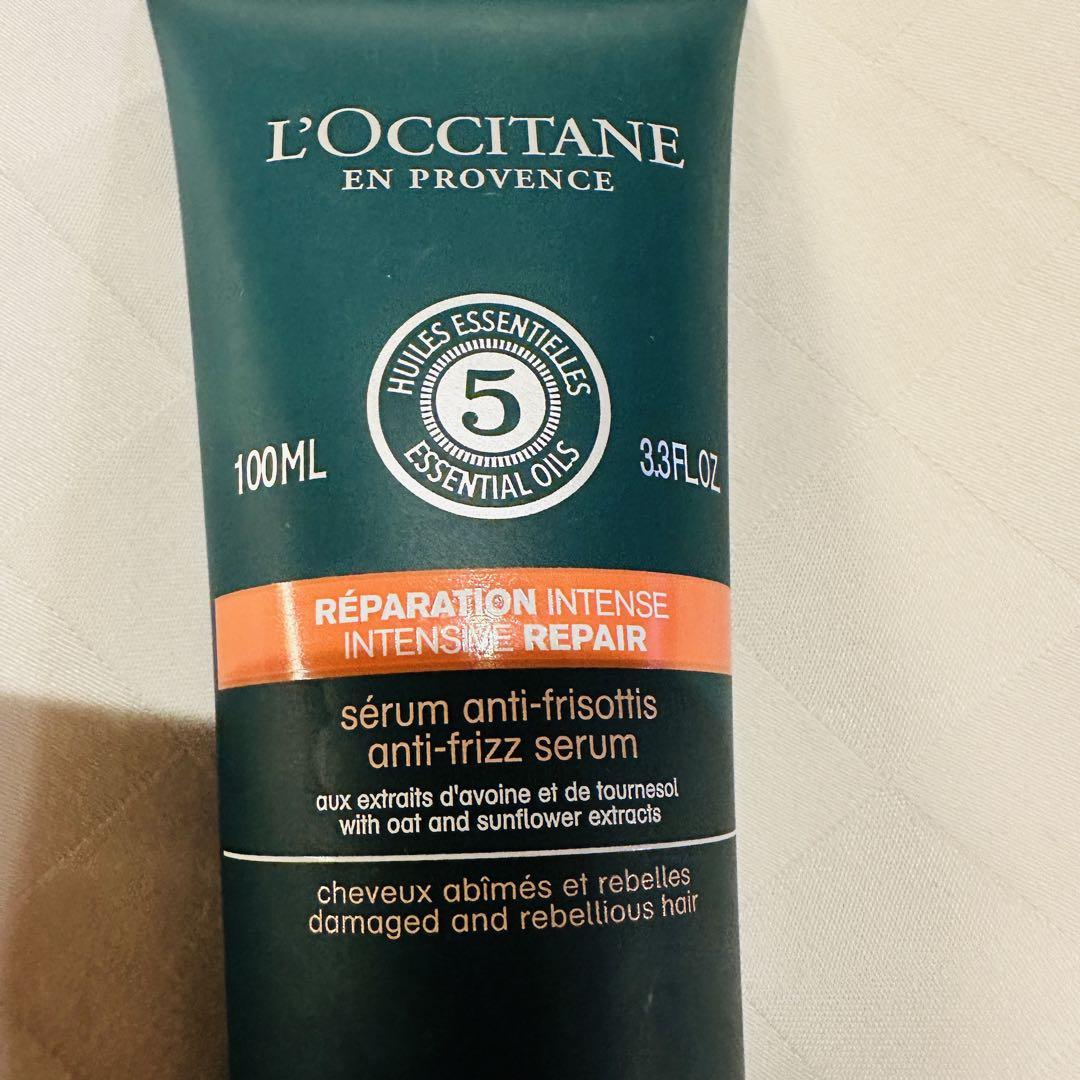 L'OCCITANE
EN PROVENCE
HUILES ESSENTIELLES
5
ESSENTIAL OILS
100ML
3.3FLOZ
RÉPARATION INTENSE
INTENSIVE REPAIR
sérum anti-frisottis
anti-frizz serum
aux extraits d'avoine et de tournesol
with oat and sunflower extracts
cheveux abîmés et rebelles
damaged and rebellious hair